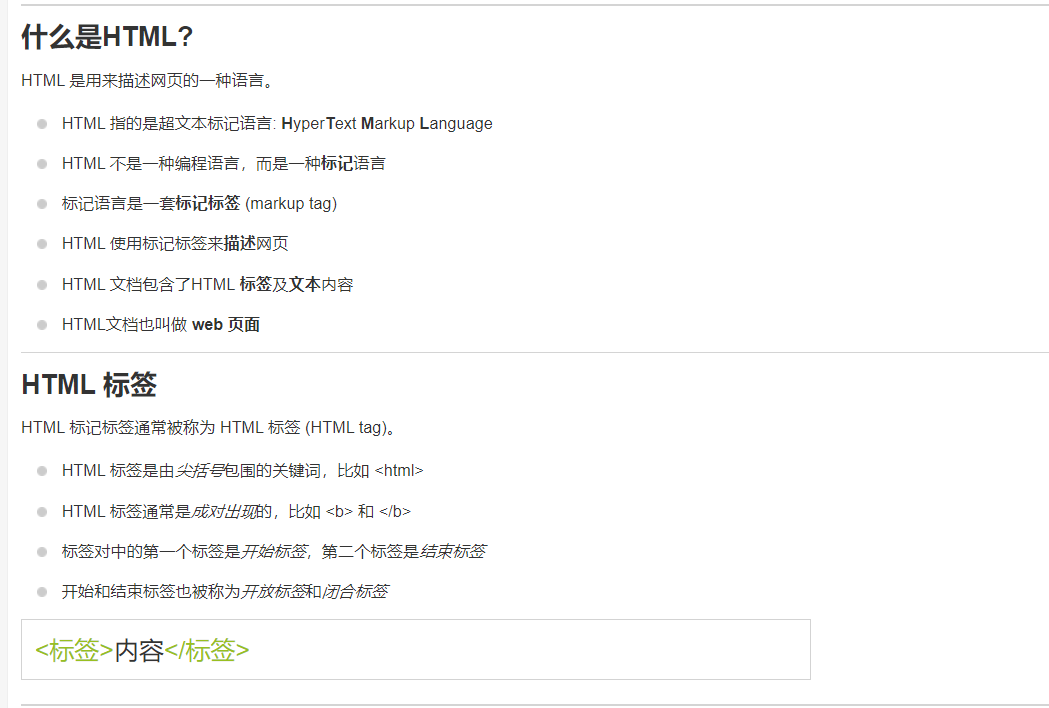 什么是HTML?
HTML 是用来描述网页的一种语言。
HTML 指的是超文本标记语言: HyperText Markup Language
HTML 不是一种编程语言，而是一种标记语言
标记语言是一套标记标签 (markup tag)
HTML 使用标记标签来描述网页
HTML 文档包含了HTML 标签及文本内容
HTML文档也叫做 web 页面
HTML 标签
HTML 标记标签通常被称为 HTML 标签 (HTML tag)。
HTML 标签是由尖括号包围的关键词，比如 <html>
HTML 标签通常是成对出现的，比如 <b> 和 </b>
标签对中的第一个标签是开始标签，第二个标签是结束标签
开始和结束标签也被称为开放标签和闭合标签
<标签>内容</标签>